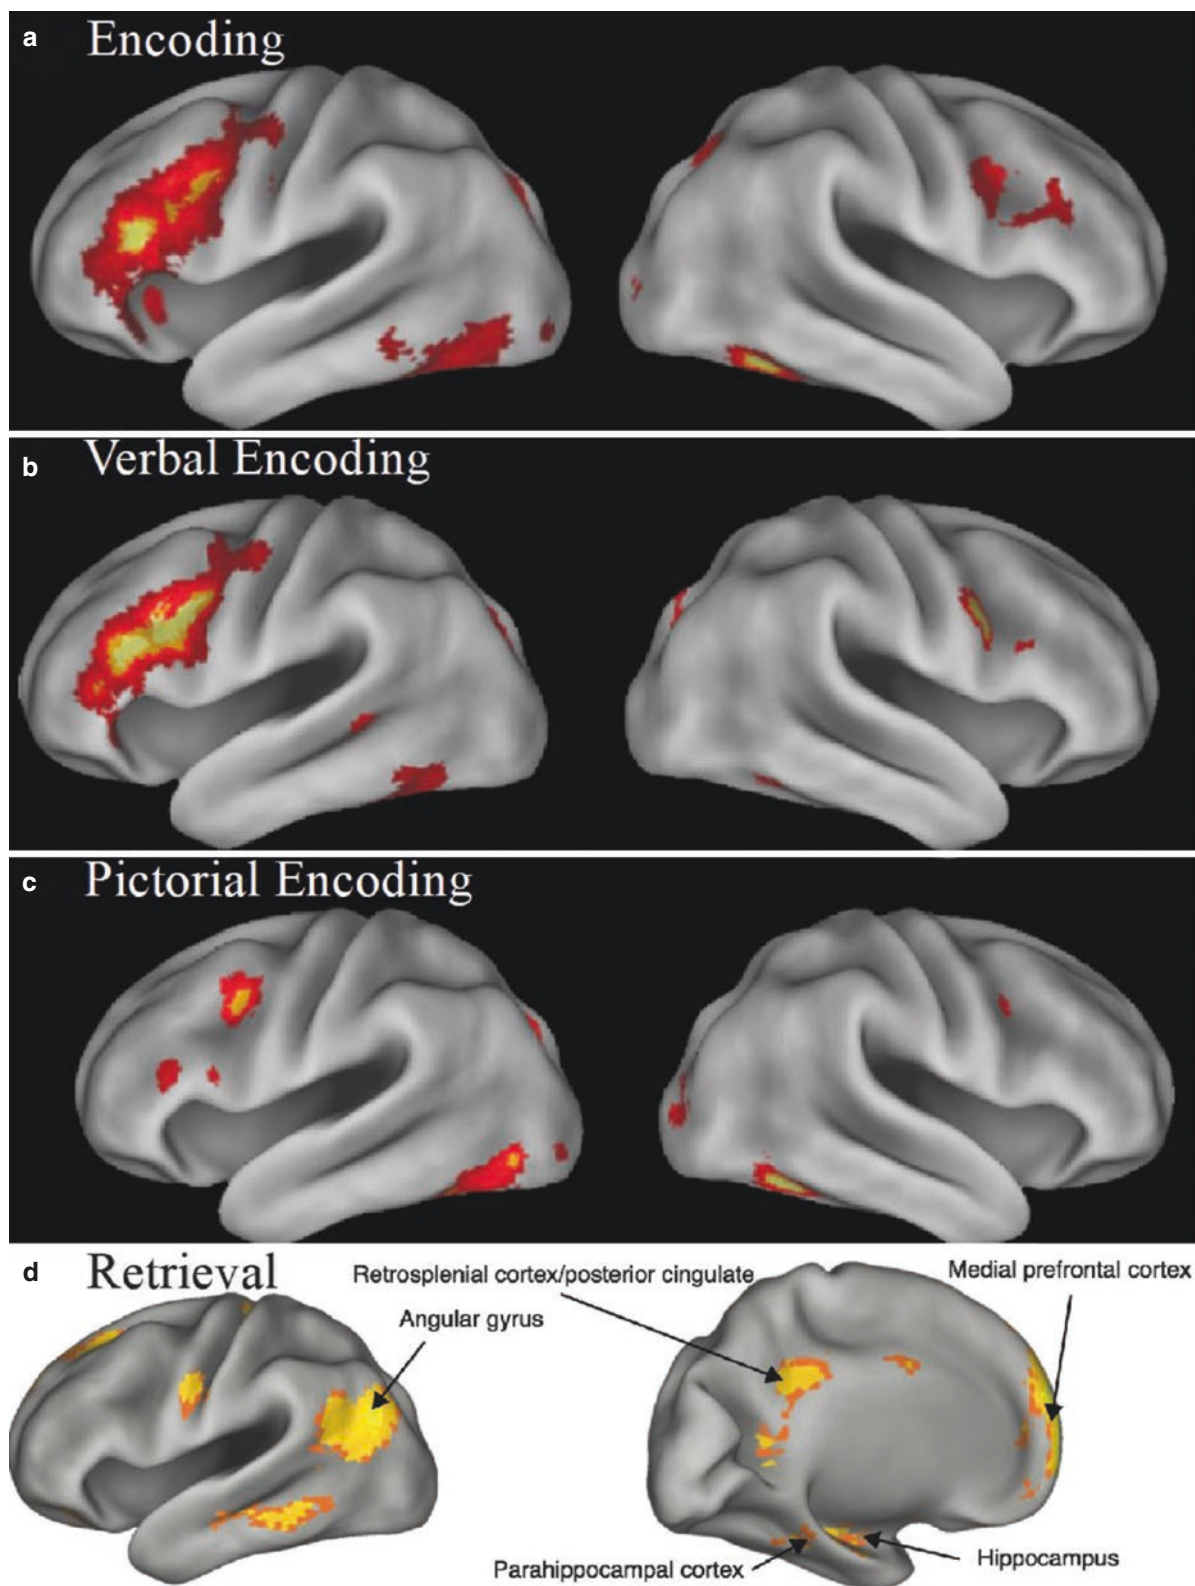 a
Encoding
b
Verbal Encoding
c
Pictorial Encoding
d
Retrieval
Retrosplenial cortex/posterior cingulate
Medial prefrontal cortex
Angular gyrus
Parahippocampal cortex
Hippocampus